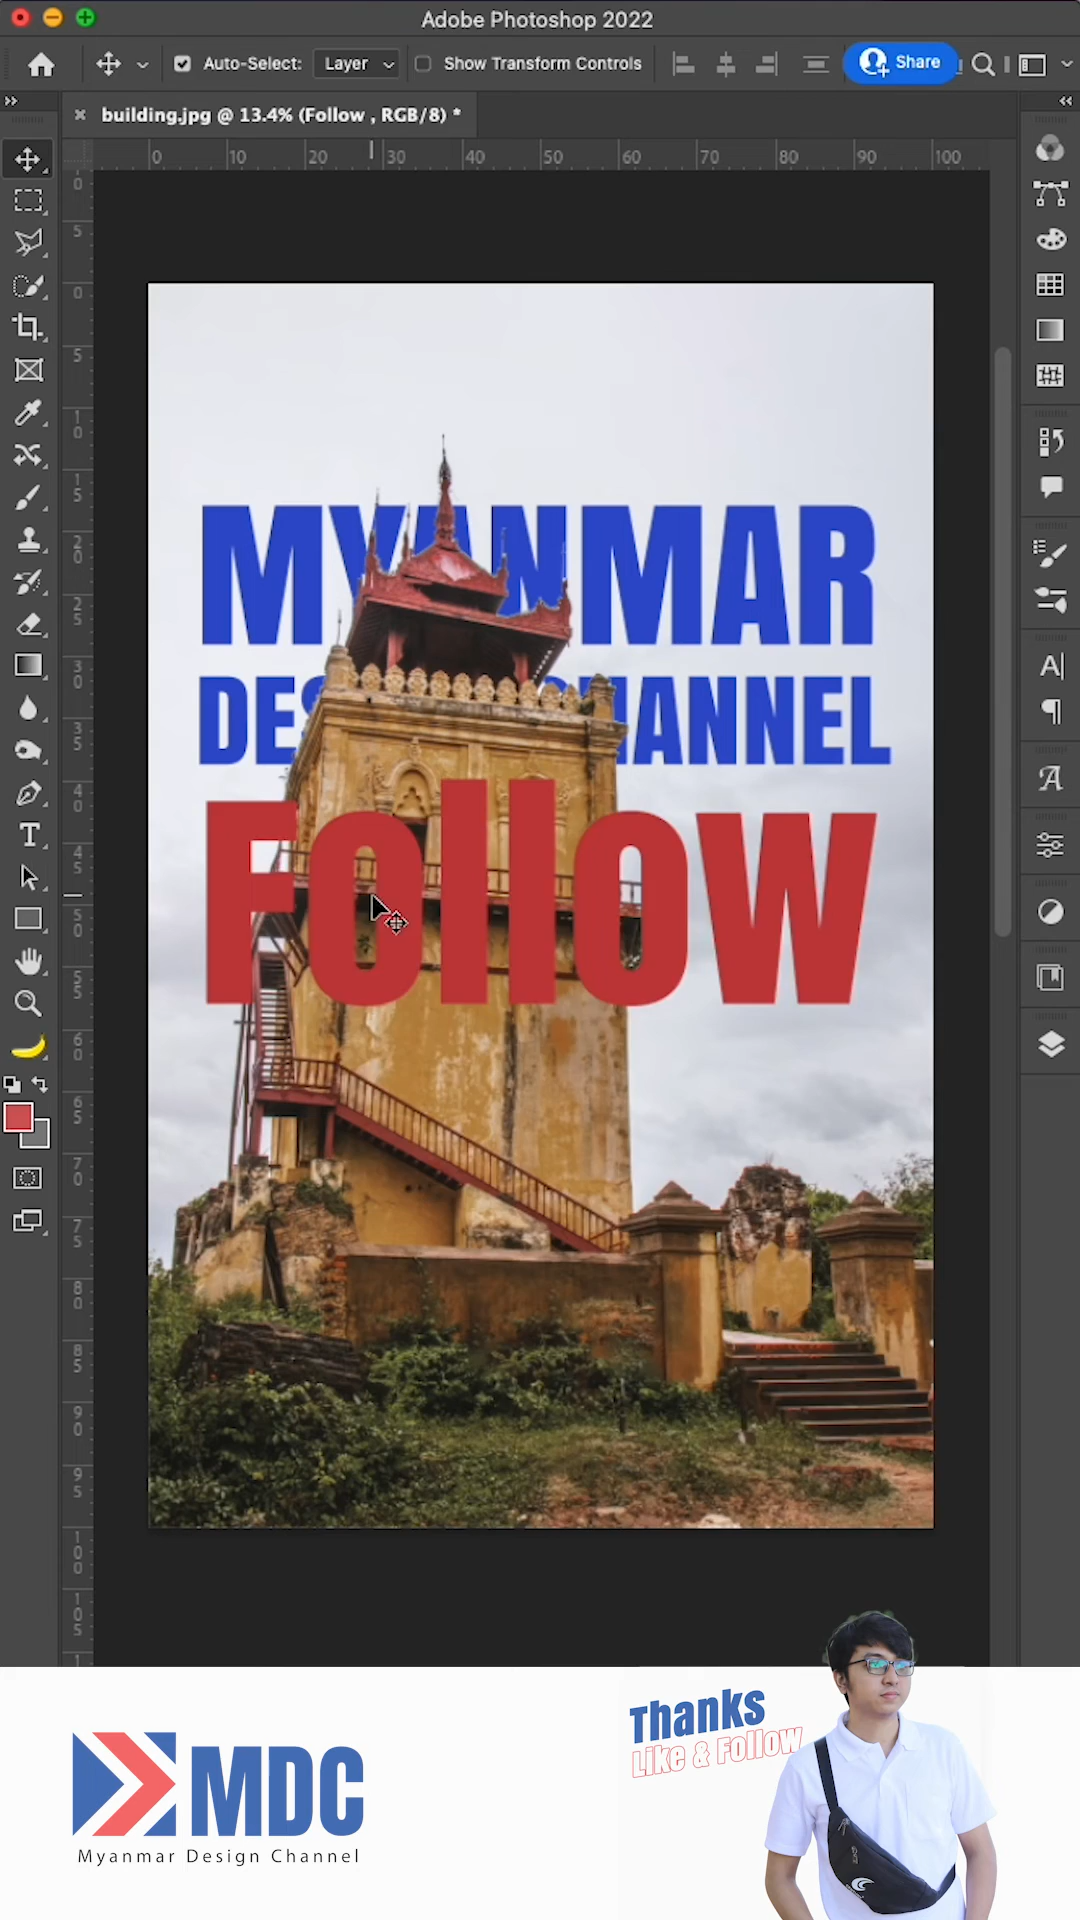 Adobe Photoshop 2022
Auto-Select: Layer Show Transform Controls Share
building.jpg @ 13.4% (Follow , RGB/8) *
0 10 20 30 40 50 60 70 80 90 100
MYANMAR
DES CHANNEL
Follow
Thanks
Like & Follow
MDC
Myanmar Design Channel